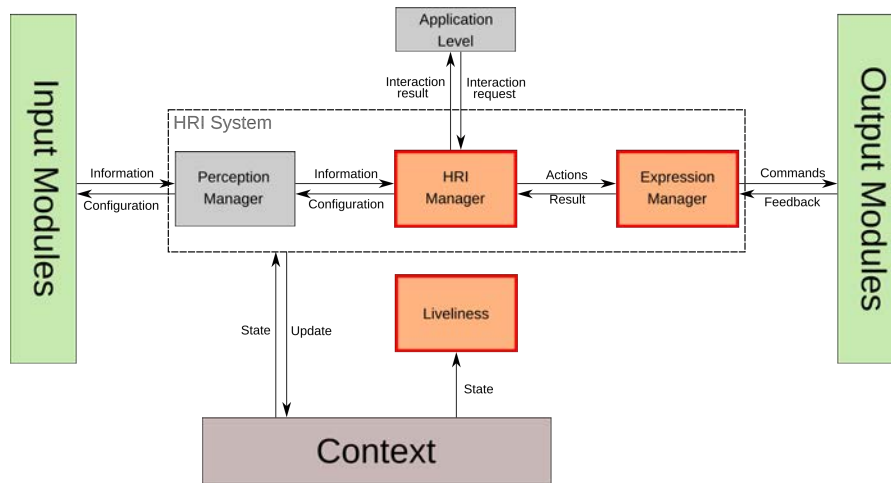 Application
Level
Interaction
result
Interaction
request
HRI System
Input Modules
Output Modules
Information
Configuration
Perception
Manager
Information
Configuration
HRI
Manager
Actions
Result
Expression
Manager
Commands
Feedback
Liveliness
State
Update
State
Context